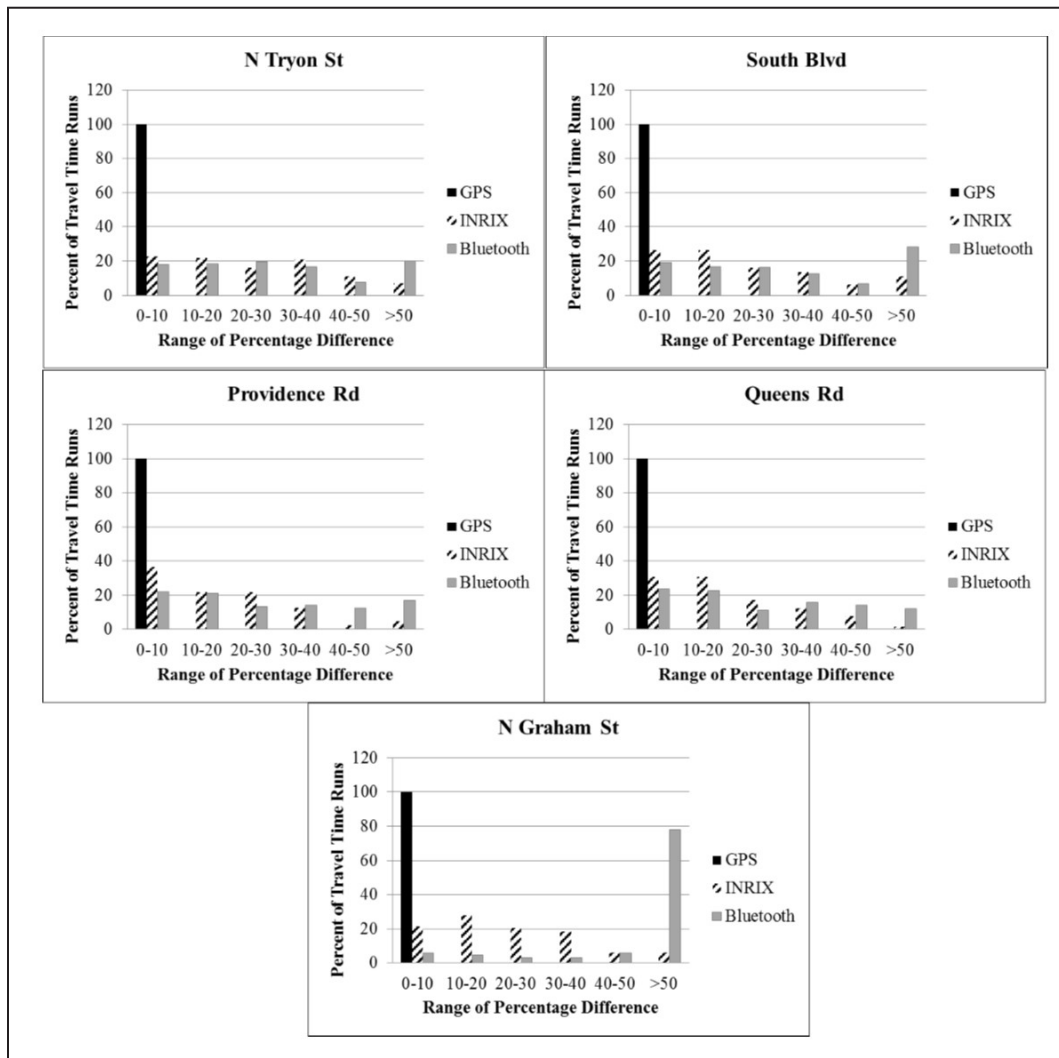 N Tryon St
Percent of Travel Time Runs
120
100
80
60
40
20
0
0-10 10-20 20-30 30-40 40-50 >50
Range of Percentage Difference
GPS
INRIX
Bluetooth
South Blvd
Percent of Travel Time Runs
120
100
80
60
40
20
0
0-10 10-20 20-30 30-40 40-50 >50
Range of Percentage Difference
GPS
INRIX
Bluetooth
Providence Rd
Percent of Travel Time Runs
120
100
80
60
40
20
0
0-10 10-20 20-30 30-40 40-50 >50
Range of Percentage Difference
GPS
INRIX
Bluetooth
Queens Rd
Percent of Travel Time Runs
120
100
80
60
40
20
0
0-10 10-20 20-30 30-40 40-50 >50
Range of Percentage Difference
GPS
INRIX
Bluetooth
N Graham St
Percent of Travel Time Runs
120
100
80
60
40
20
0
0-10 10-20 20-30 30-40 40-50 >50
Range of Percentage Difference
GPS
INRIX
Bluetooth